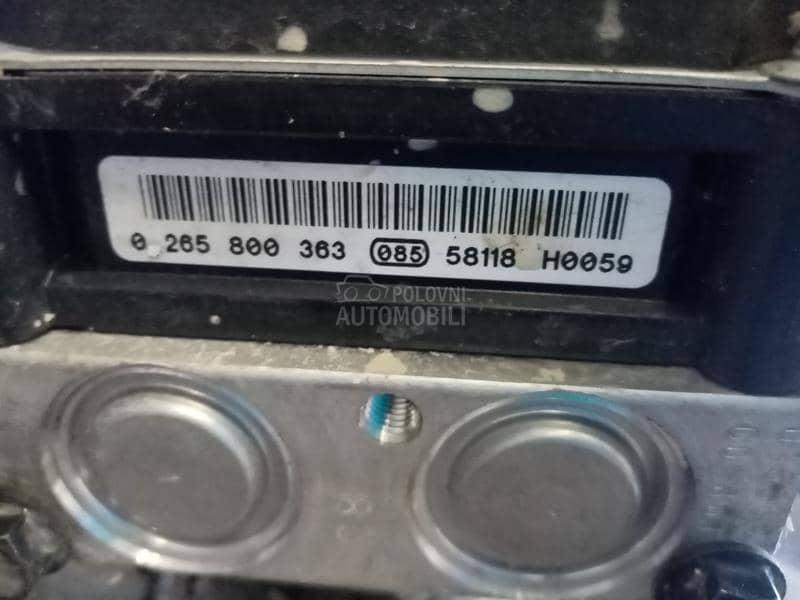 0 265 800 363 085 58118 H0059
POLOVNI
AUTOMOBILI